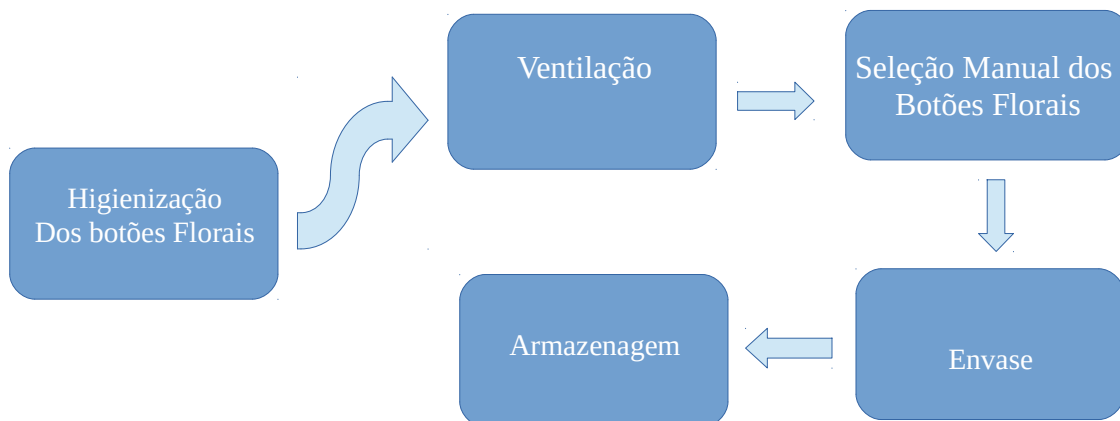 Higienização
Dos botões Florais
Ventilação
Seleção Manual dos
Botões Florais
Envase
Armazenagem